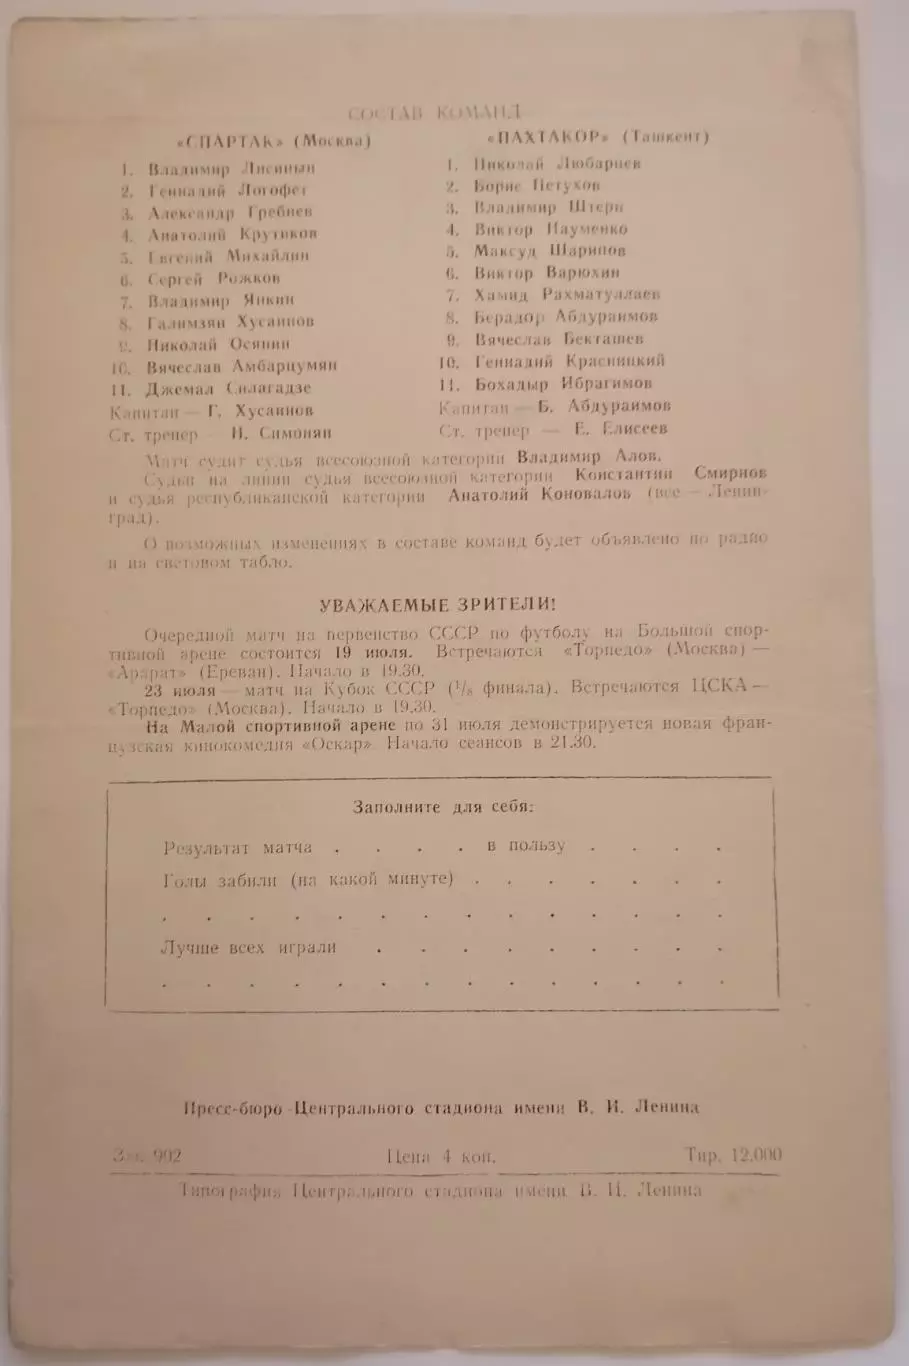 СОСТАВ КОМАНД
«СПАРТАК» (Москва)
1. Владимир Лисицын
2. Геннадий Логофет
3. Александр Гребнев
4. Анатолий Крутиков
5. Евгений Михайлин
6. Сергей Рожков
7. Владимир Янкин
8. Галимзян Хусаинов
9. Николай Осянин
10. Вячеслав Амбарцумян
11. Джемал Силагадзе
Капитан — Г. Хусаинов
Ст. тренер — Н. Симонян
«ПАХТАКОР» (Ташкент)
1. Николай Любарцев
2. Борис Петухов
3. Владимир Штерн
4. Виктор Науменко
5. Максуд Шарипов
6. Виктор Варюхин
7. Хамид Рахматуллаев
8. Берадор Абдураимов
9. Вячеслав Бекташев
10. Геннадий Красницкий
11. Бохадыр Ибрагимов
Капитан — Б. Абдураимов
Ст. тренер — Е. Елисеев
Матч судит судья всесоюзной категории Владимир Алов.
Судьи на линии судья всесоюзной категории Константин Смирнов
и судья республиканской категории Анатолий Коновалов (все — Ленин-
град).
О возможных изменениях в составе команд будет объявлено по радио
и на световом табло.
УВАЖАЕМЫЕ ЗРИТЕЛИ!
Очередной матч на первенство СССР по футболу на Большой спор-
тивной арене состоится 19 июля. Встречаются «Торпедо» (Москва) —
«Арарат» (Ереван). Начало в 19.30.
23 июля — матч на Кубок СССР (1/8 финала). Встречаются ЦСКА —
«Торпедо» (Москва). Начало в 19.30.
На Малой спортивной арене по 31 июля демонстрируется новая фран-
цузская кинокомедия «Оскар». Начало сеансов в 21.30.
Заполните для себя:
Результат матча . . . . в пользу . . . .
Голы забили (на какой минуте) . . . . . . .
. . . . . . . . . . . . . .
Лучше всех играли . . . . . . . . .
. . . . . . . . . . . . . .
Пресс-бюро Центрального стадиона имени В. И. Ленина
Зак. 902 Цена 4 коп. Тир. 12.000
Типография Центрального стадиона имени В. И. Ленина